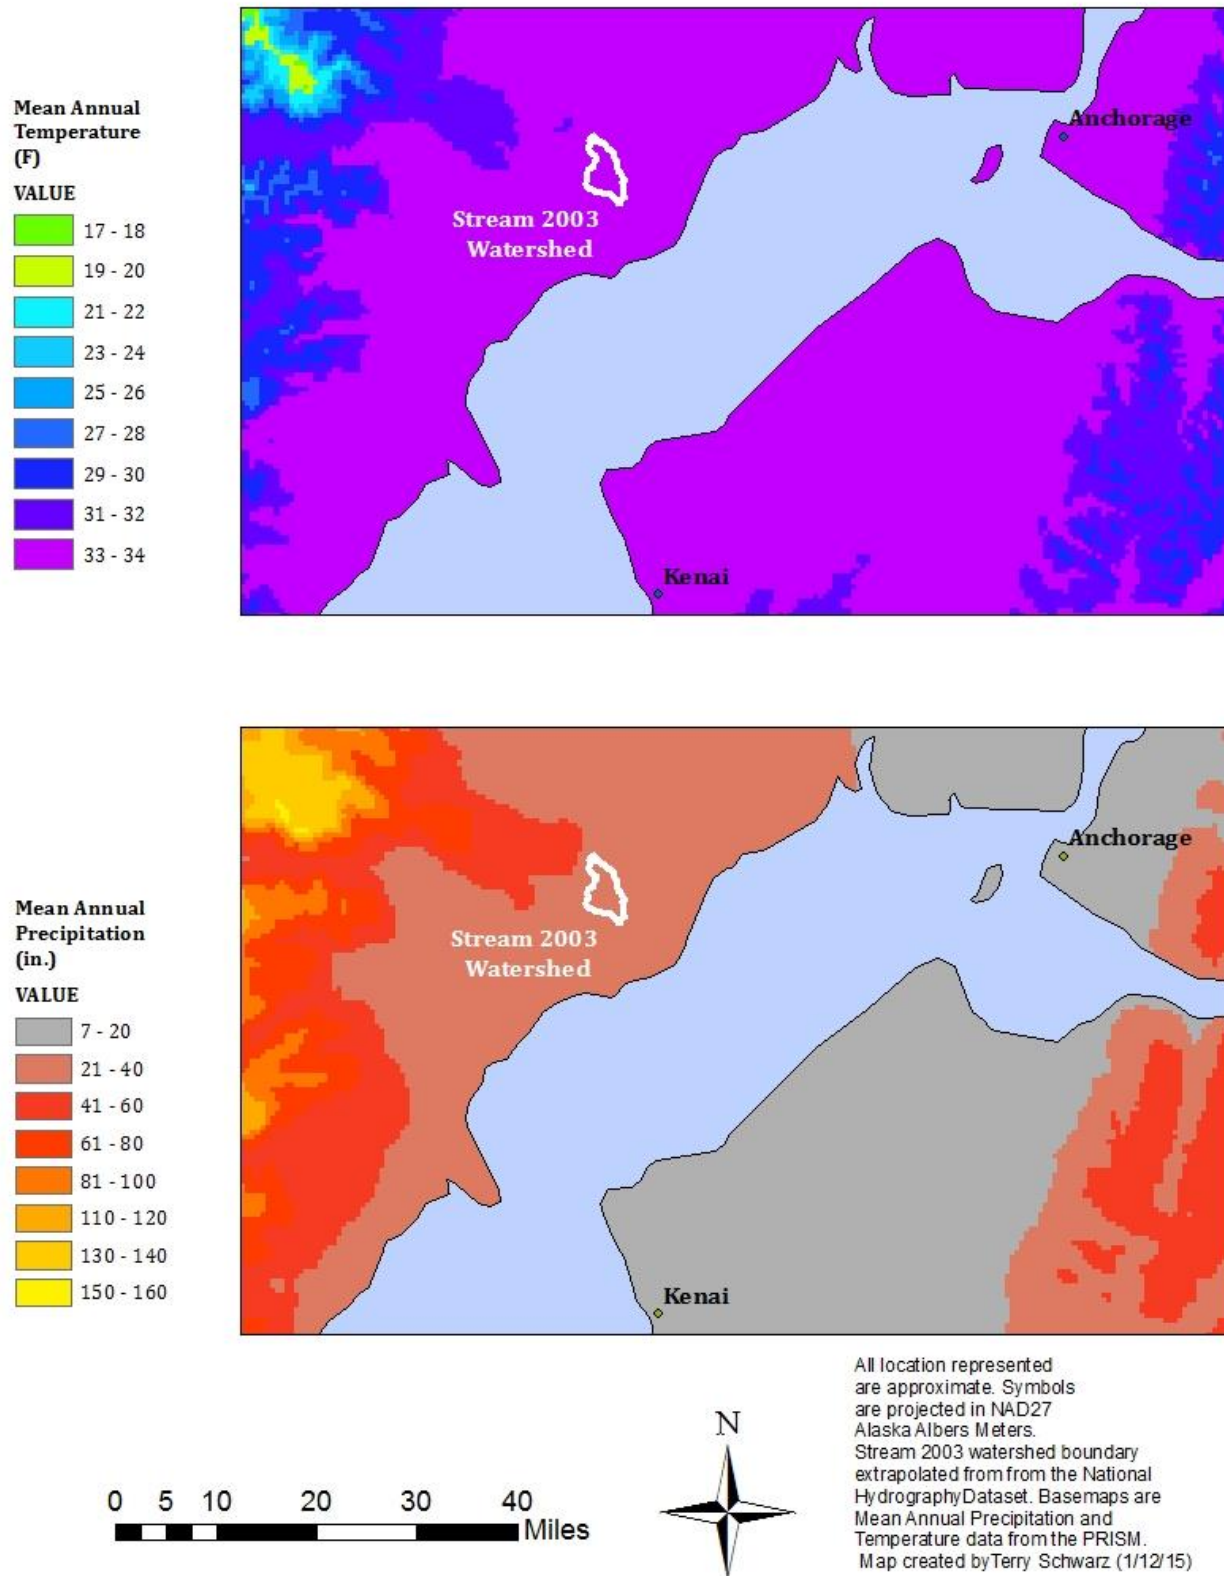 Mean Annual
Temperature
(F)
VALUE
17 - 18
19 - 20
21 - 22
23 - 24
25 - 26
27 - 28
29 - 30
31 - 32
33 - 34
Anchorage
Stream 2003
Watershed
Kenai
Mean Annual
Precipitation
(in.)
VALUE
7 - 20
21 - 40
41 - 60
61 - 80
81 - 100
110 - 120
130 - 140
150 - 160
Anchorage
Stream 2003
Watershed
Kenai
0 5 10 20 30 40
Miles
N
All location represented
are approximate. Symbols
are projected in NAD27
Alaska Albers Meters.
Stream 2003 watershed boundary
extrapolated from from the National
HydrographyDataset. Basemaps are
Mean Annual Precipitation and
Temperature data from the PRISM.
Map created byTerry Schwarz (1/12/15)